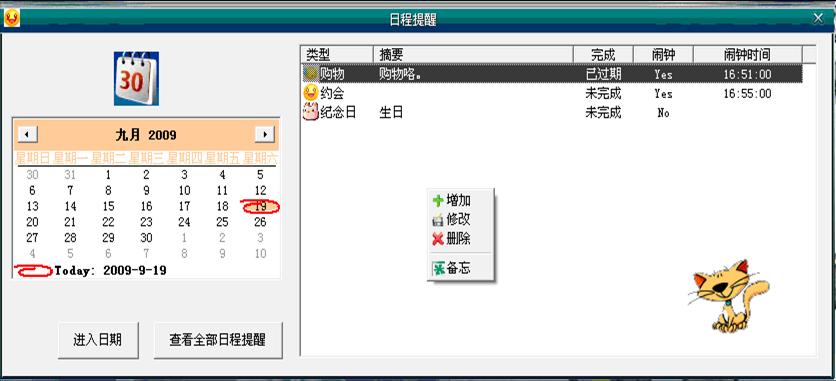 日程提醒
30
九月 2009
星期日 星期一 星期二 星期三 星期四 星期五 星期六
30 31 1 2 3 4 5
6 7 8 9 10 11 12
13 14 15 16 17 18 19
20 21 22 23 24 25 26
27 28 29 30 1 2 3
4 5 6 7 8 9 10
Today: 2009-9-19
进入日期
查看全部日程提醒
类型 摘要 完成 闹钟 闹钟时间
购物 购物咯。 已过期 Yes 16:51:00
约会 未完成 Yes 16:55:00
纪念日 生日 未完成 No
增加
修改
删除
备忘